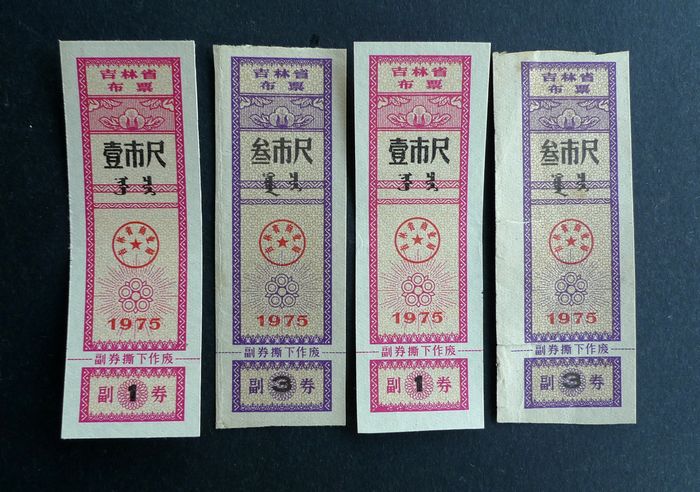 吉林省
布票
壹市尺
1975
副券撕下作废
副 1 券
吉林省
布票
叁市尺
1975
副券撕下作废
副 3 券
吉林省
布票
壹市尺
1975
副券撕下作废
副 1 券
吉林省
布票
叁市尺
1975
副券撕下作废
副 3 券